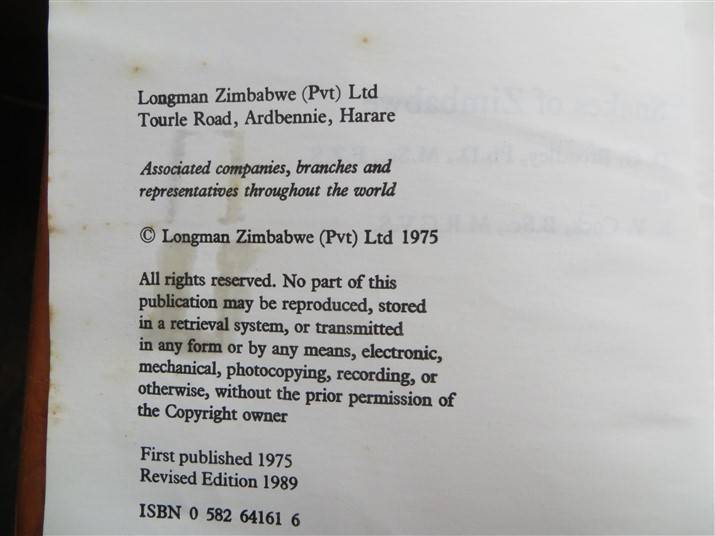 Longman Zimbabwe (Pvt) Ltd
Tourle Road, Ardbennie, Harare
Associated companies, branches and
representatives throughout the world
© Longman Zimbabwe (Pvt) Ltd 1975
All rights reserved. No part of this
publication may be reproduced, stored
in a retrieval system, or transmitted
in any form or by any means, electronic,
mechanical, photocopying, recording, or
otherwise, without the prior permission of
the Copyright owner
First published 1975
Revised Edition 1989
ISBN 0 582 64161 6